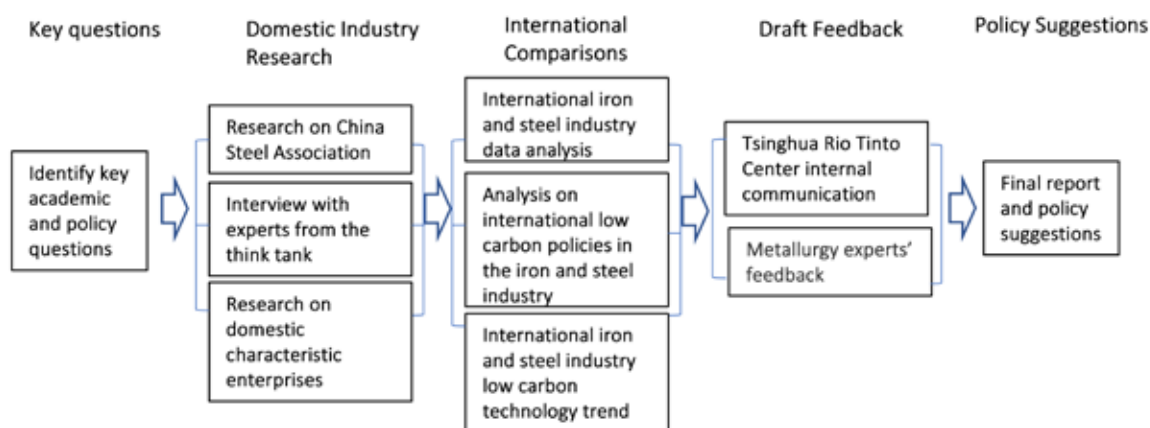 Key questions
Domestic Industry
Research
International
Comparisons
Draft Feedback
Policy Suggestions
Identify key
academic
and policy
questions
Research on China
Steel Association
Interview with
experts from the
think tank
Research on
domestic
characteristic
enterprises
International iron
and steel industry
data analysis
Analysis on
international low
carbon policies in
the iron and steel
industry
International iron
and steel industry
low carbon
technology trend
Tsinghua Rio Tinto
Center internal
communication
Metallurgy experts’
feedback
Final report
and policy
suggestions